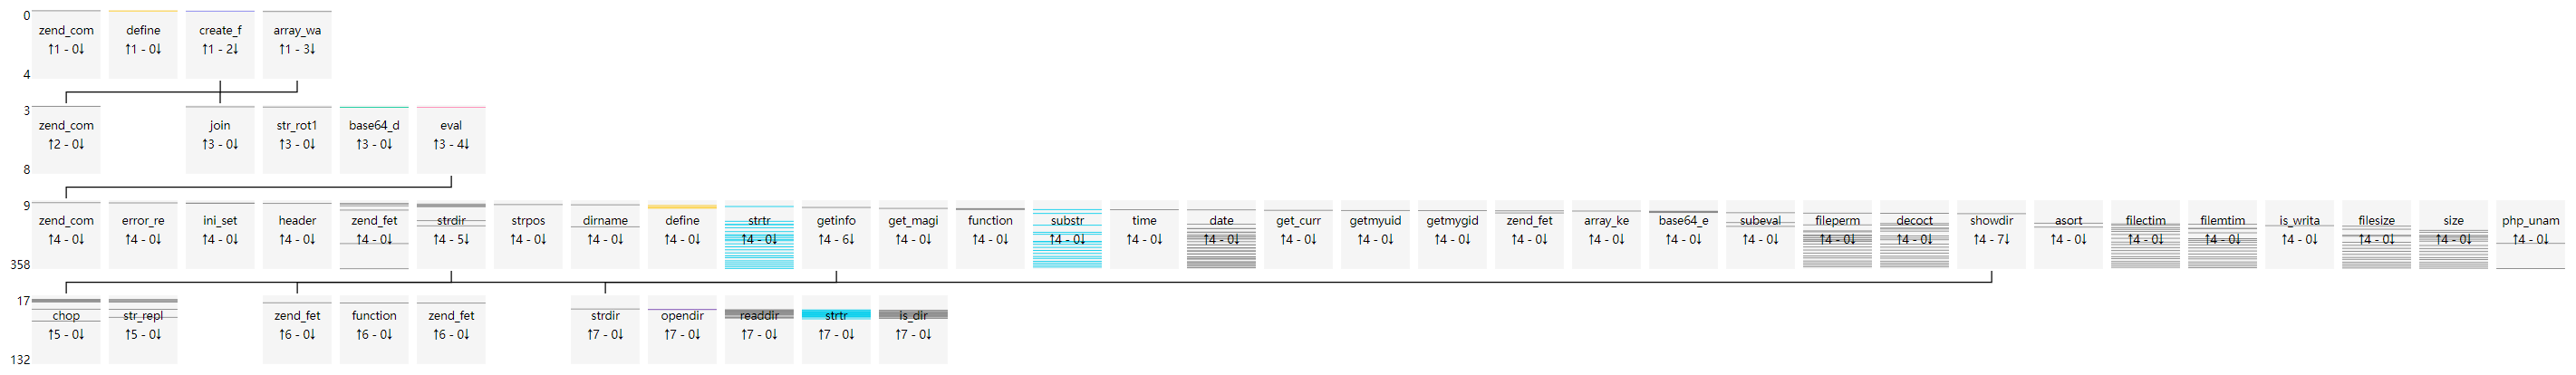 0
zend_com define create_f array_wa
↑1 - 0↓ ↑1 - 0↓ ↑1 - 2↓ ↑1 - 3↓
4
3
zend_com join str_rot1 base64_d eval
↑2 - 0↓ ↑3 - 0↓ ↑3 - 0↓ ↑3 - 0↓ ↑3 - 4↓
8
9
zend_com error_re ini_set header zend_fet strdir strpos dirname define strtr getinfo get_magi function substr time date get_curr getmyuid getmygid zend_fet array_ke base64_e subeval fileperm decoct showdir asort filectim filemtim is_writa filesize size php_unam
↑4 - 0↓ ↑4 - 0↓ ↑4 - 0↓ ↑4 - 0↓ ↑4 - 0↓ ↑4 - 5↓ ↑4 - 0↓ ↑4 - 0↓ ↑4 - 0↓ ↑4 - 0↓ ↑4 - 6↓ ↑4 - 0↓ ↑4 - 0↓ ↑4 - 0↓ ↑4 - 0↓ ↑4 - 0↓ ↑4 - 0↓ ↑4 - 0↓ ↑4 - 0↓ ↑4 - 0↓ ↑4 - 0↓ ↑4 - 0↓ ↑4 - 0↓ ↑4 - 0↓ ↑4 - 0↓ ↑4 - 7↓ ↑4 - 0↓ ↑4 - 0↓ ↑4 - 0↓ ↑4 - 0↓ ↑4 - 0↓ ↑4 - 0↓ ↑4 - 0↓
358
17
chop str_repl zend_fet function zend_fet strdir opendir readdir strtr is_dir
↑5 - 0↓ ↑5 - 0↓ ↑6 - 0↓ ↑6 - 0↓ ↑6 - 0↓ ↑7 - 0↓ ↑7 - 0↓ ↑7 - 0↓ ↑7 - 0↓ ↑7 - 0↓
132